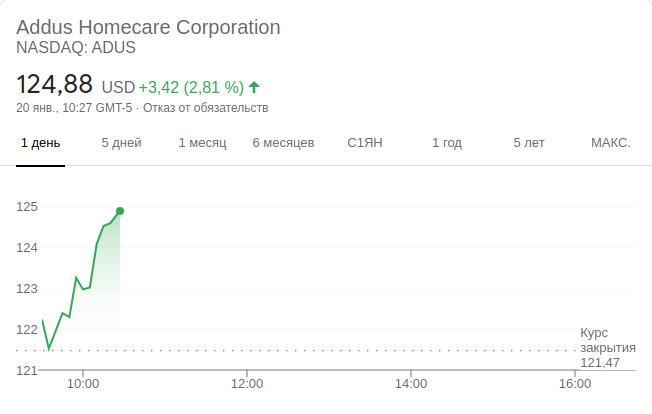 Addus Homecare Corporation
NASDAQ: ADUS
124,88 USD +3,42 (2,81 %)
20 янв., 10:27 GMT-5 · Отказ от обязательств
1 день 5 дней 1 месяц 6 месяцев С1ЯН 1 год 5 лет МАКС.
125
124
123
122
121
Курс
закрытия
121,47
10:00 12:00 14:00 16:00